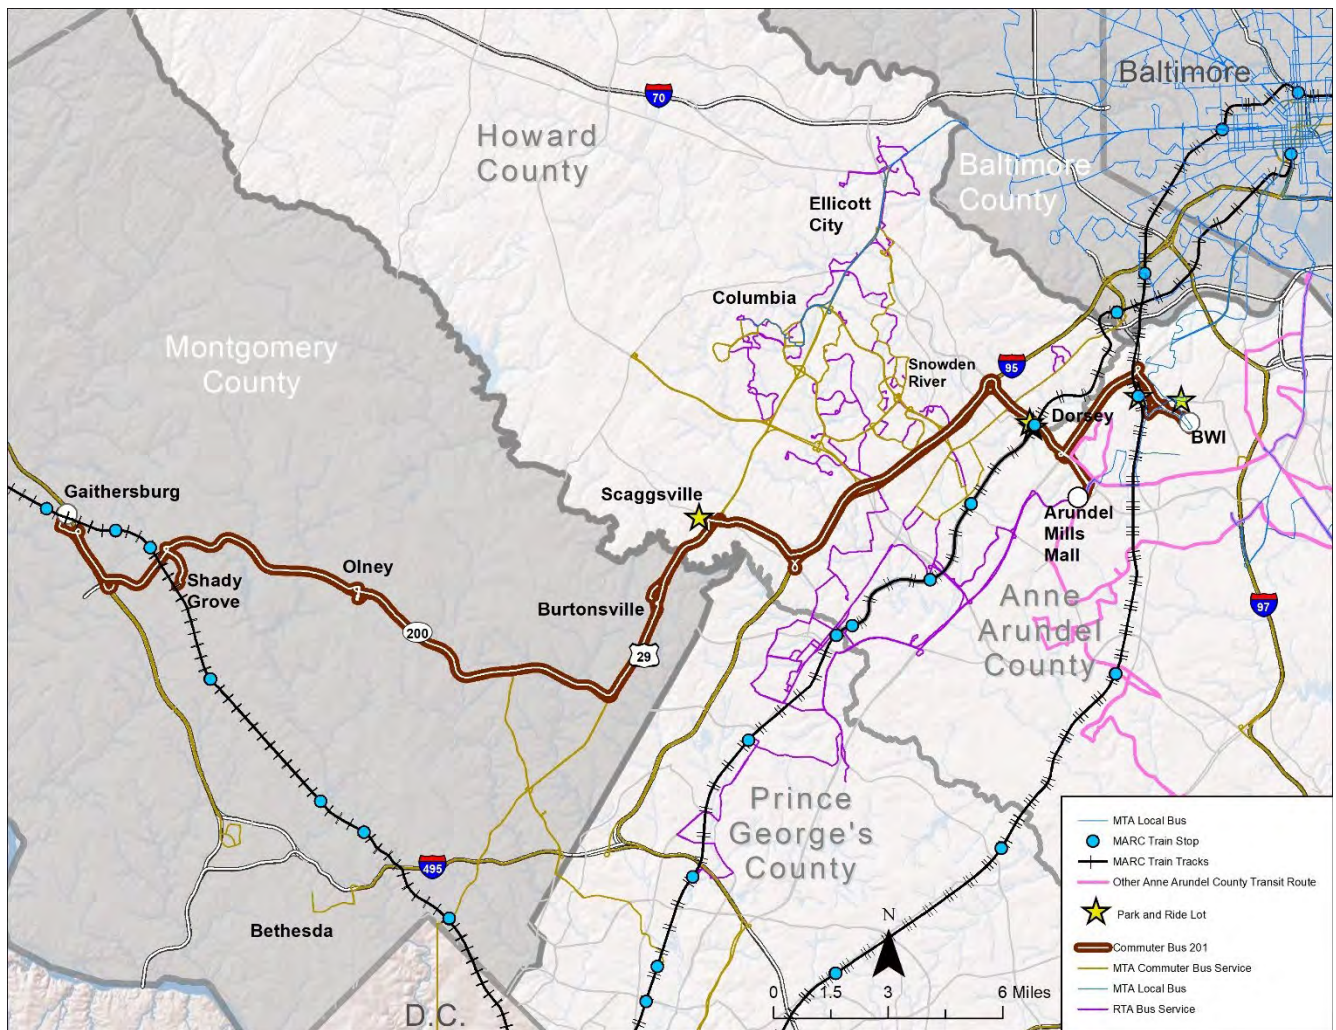 Baltimore
70
Howard
County
Baltimore
County
Ellicott
City
Columbia
Montgomery
County
Snowden
River
95
Dorsey
BWI
Gaithersburg
Scaggsville
Arundel
Mills
Mall
Shady
Grove
Olney
Burtonsville
200
29
Anne
Arundel
County
97
Prince
George's
County
495
Bethesda
D.C.
N
0 1.5 3 6 Miles
MTA Local Bus
MARC Train Stop
MARC Train Tracks
Other Anne Arundel County Transit Route
Park and Ride Lot
Commuter Bus 201
MTA Commuter Bus Service
MTA Local Bus
RTA Bus Service